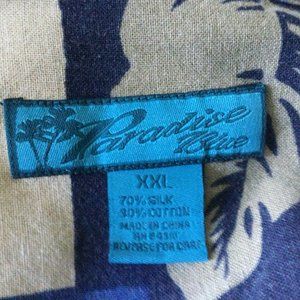 Paradise
Blue
XXL
70% SILK
30% COTTON
MADE IN CHINA
REVERSE FOR CARE